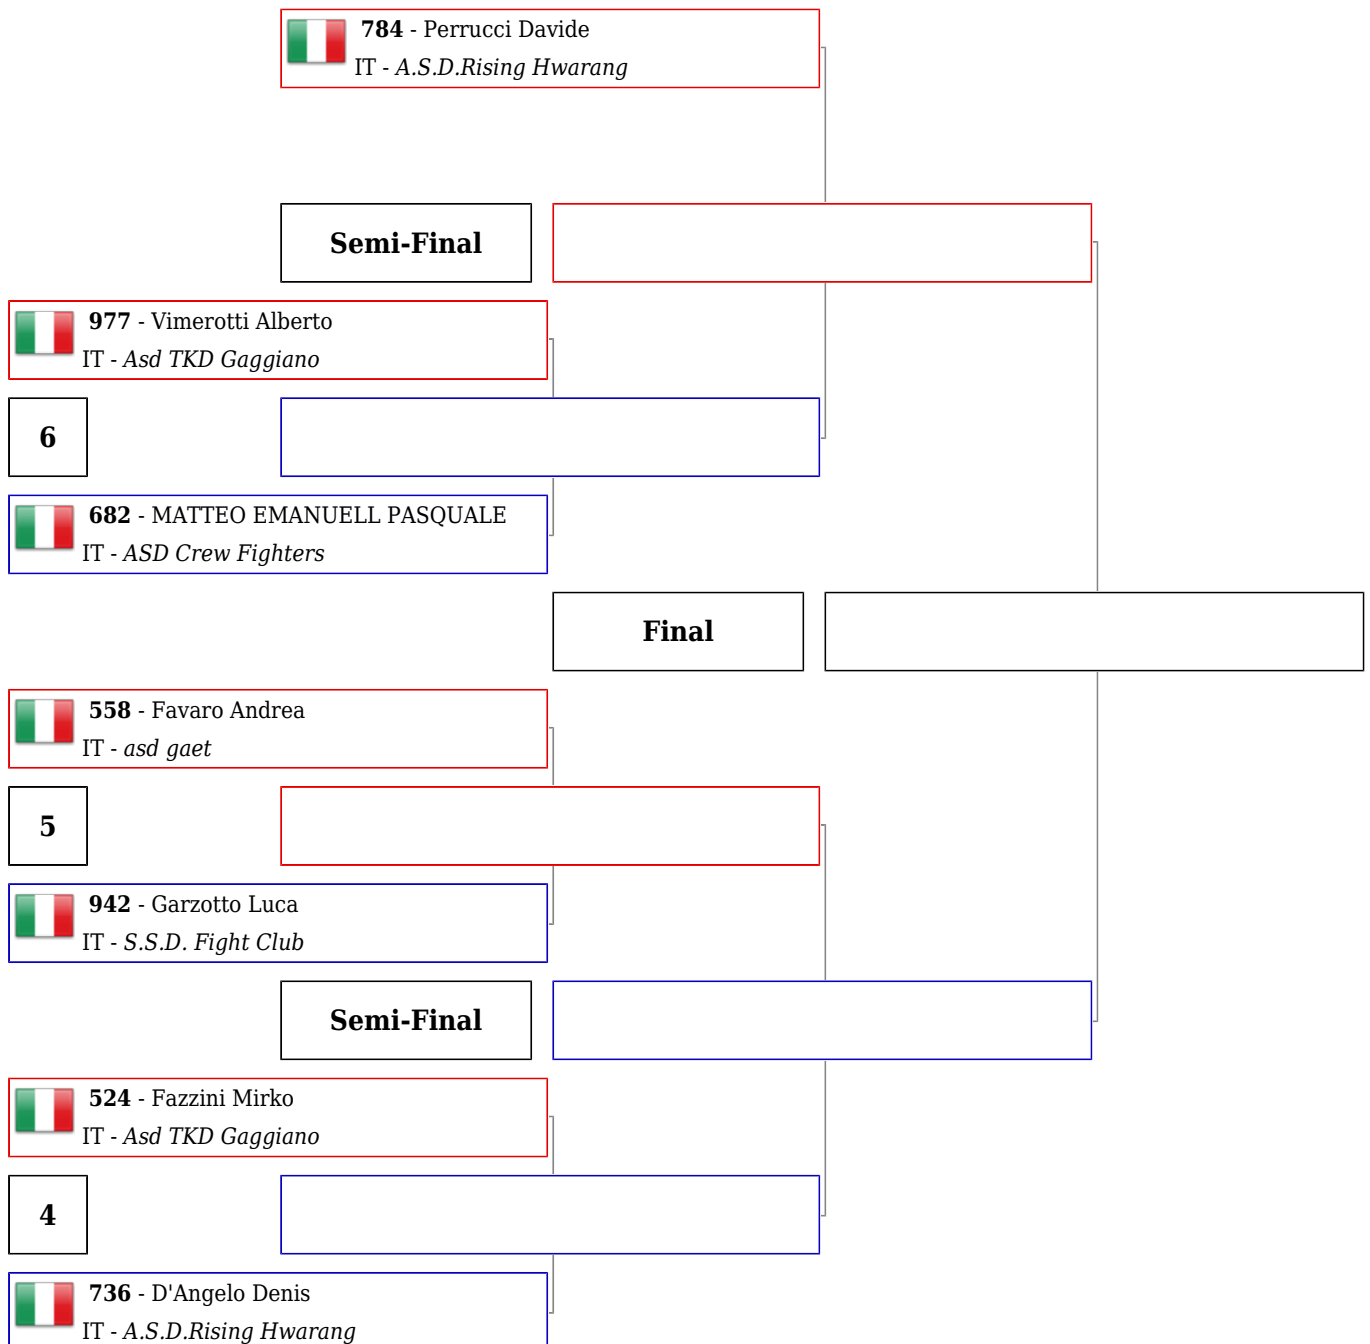 784 - Perrucci Davide
IT - A.S.D.Rising Hwarang
Semi-Final
977 - Vimerotti Alberto
IT - Asd TKD Gaggiano
6
682 - MATTEO EMANUELL PASQUALE
IT - ASD Crew Fighters
Final
558 - Favaro Andrea
IT - asd gaet
5
942 - Garzotto Luca
IT - S.S.D. Fight Club
Semi-Final
524 - Fazzini Mirko
IT - Asd TKD Gaggiano
4
736 - D'Angelo Denis
IT - A.S.D.Rising Hwarang